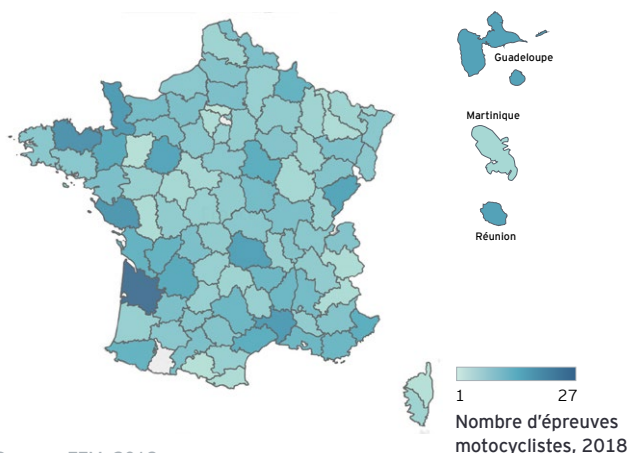 Guadeloupe
Martinique
Réunion
1 27
Nombre d'épreuves
motocyclistes, 2018